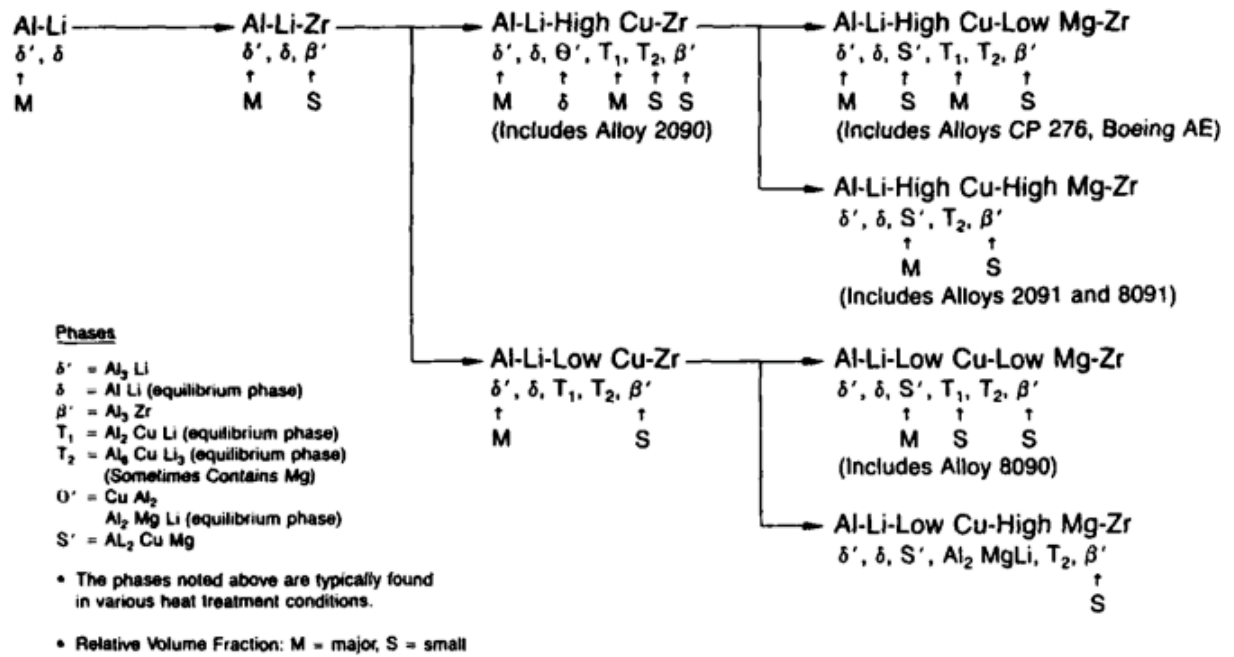 Al-Li
δ′, δ
↑
M
Al-Li-Zr
δ′, δ, β′
↑ ↑
M S
Al-Li-High Cu-Zr
δ′, δ, Θ′, T₁, T₂, β′
↑ ↑ ↑ ↑ ↑
M δ M S S
(Includes Alloy 2090)
Al-Li-High Cu-Low Mg-Zr
δ′, δ, S′, T₁, T₂, β′
↑ ↑ ↑ ↑
M S M S
(Includes Alloys CP 276, Boeing AE)
Al-Li-High Cu-High Mg-Zr
δ′, δ, S′, T₂, β′
↑ ↑
M S
(Includes Alloys 2091 and 8091)
Al-Li-Low Cu-Zr
δ′, δ, T₁, T₂, β′
↑ ↑
M S
Al-Li-Low Cu-Low Mg-Zr
δ′, δ, S′, T₁, T₂, β′
↑ ↑ ↑
M S S
(Includes Alloy 8090)
Al-Li-Low Cu-High Mg-Zr
δ′, δ, S′, Al₂ MgLi, T₂, β′
↑
S
Phases
δ′ = Al₃ Li
δ = Al Li (equilibrium phase)
β′ = Al₃ Zr
T₁ = Al₂ Cu Li (equilibrium phase)
T₂ = Al₆ Cu Li₃ (equilibrium phase)
(Sometimes Contains Mg)
Θ′ = Cu Al₂
Al₂ Mg Li (equilibrium phase)
S′ = AL₂ Cu Mg
• The phases noted above are typically found
in various heat treatment conditions.
• Relative Volume Fraction: M = major, S = small